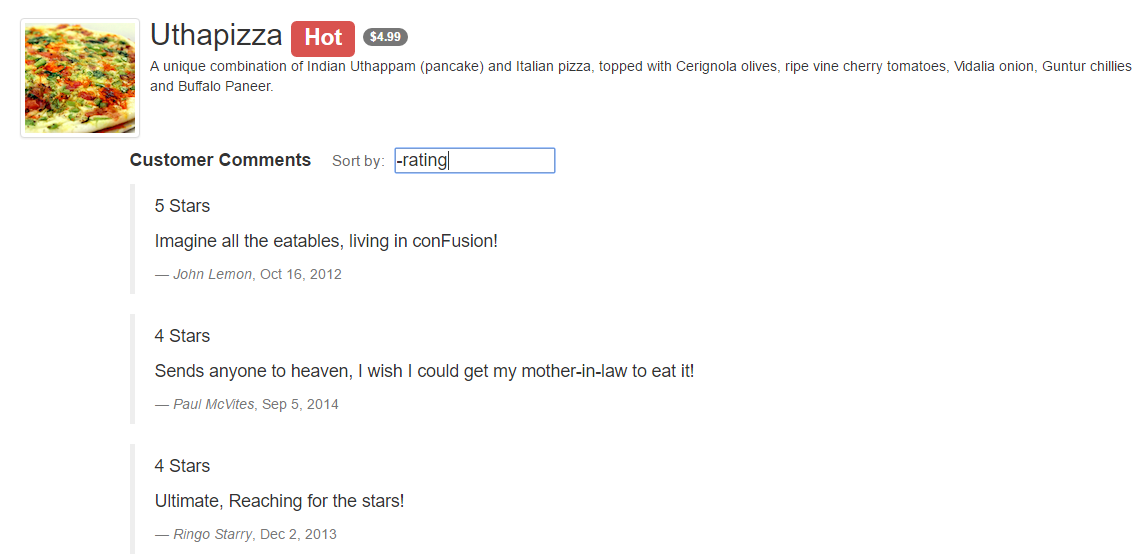 Uthapizza Hot $4.99
A unique combination of Indian Uthappam (pancake) and Italian pizza, topped with Cerignola olives, ripe vine cherry tomatoes, Vidalia onion, Guntur chillies
and Buffalo Paneer.
Customer Comments Sort by: -rating
5 Stars
Imagine all the eatables, living in conFusion!
— John Lemon, Oct 16, 2012
4 Stars
Sends anyone to heaven, I wish I could get my mother-in-law to eat it!
— Paul McVites, Sep 5, 2014
4 Stars
Ultimate, Reaching for the stars!
— Ringo Starry, Dec 2, 2013